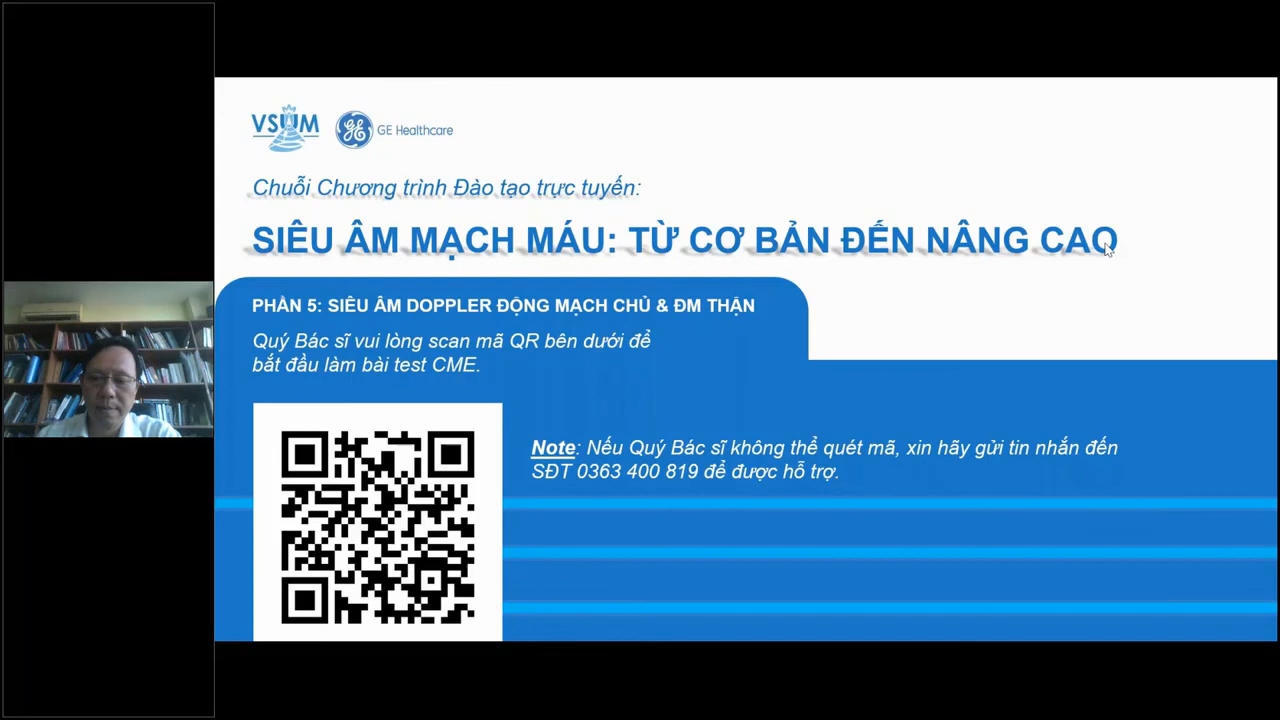 VSUM
GE Healthcare
Chuỗi Chương trình Đào tạo trực tuyến:
SIÊU ÂM MẠCH MÁU: TỪ CƠ BẢN ĐẾN NÂNG CAO
PHẦN 5: SIÊU ÂM DOPPLER ĐỘNG MẠCH CHỦ & ĐM THẬN
Quý Bác sĩ vui lòng scan mã QR bên dưới để
bắt đầu làm bài test CME.
Note: Nếu Quý Bác sĩ không thể quét mã, xin hãy gửi tin nhắn đến
SĐT 0363 400 819 để được hỗ trợ.